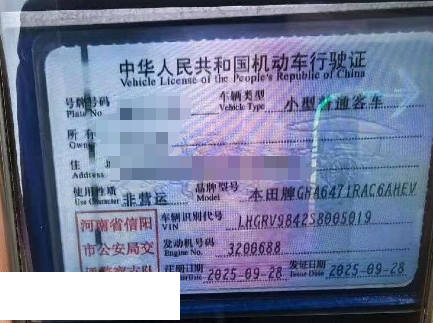 中华人民共和国机动车行驶证
Vehicle License of the People's Republic of China
号牌号码 车辆类型 小型普通客车
Plate No Vehicle Type
所有
Owner
住
Address
使用性质 非营运 品牌型号 本田牌GHA6471RAC6AHEV
Use Character Model
河南省信阳 车辆识别代号 LHGRV9842S8005019
VIN
市公安局交 发动机号码 3200688
Engine No.
注册日期 2025-09-28 发证日期 2025-09-28
Issue Date